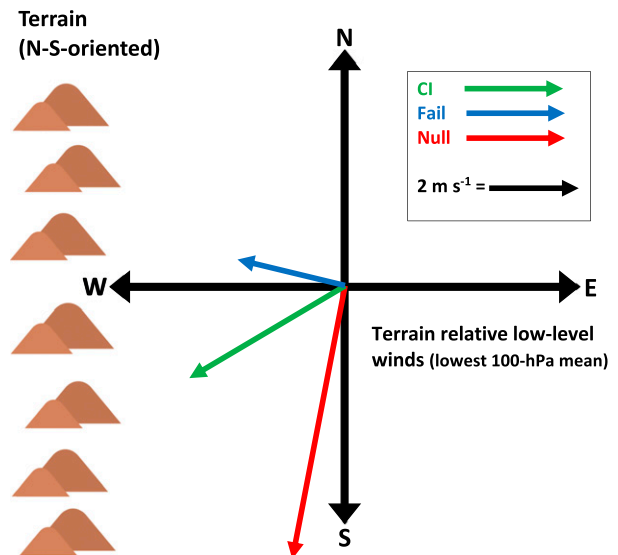 Terrain
(N-S-oriented)
N
CI
Fail
Null
2 m s-1 =
W
E
Terrain relative low-level
winds (lowest 100-hPa mean)
S